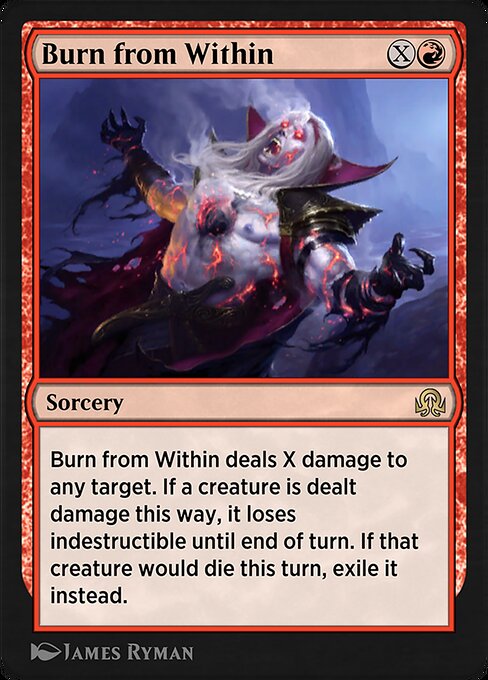 Burn from Within X
Sorcery
Burn from Within deals X damage to
any target. If a creature is dealt
damage this way, it loses
indestructible until end of turn. If that
creature would die this turn, exile it
instead.
James Ryman